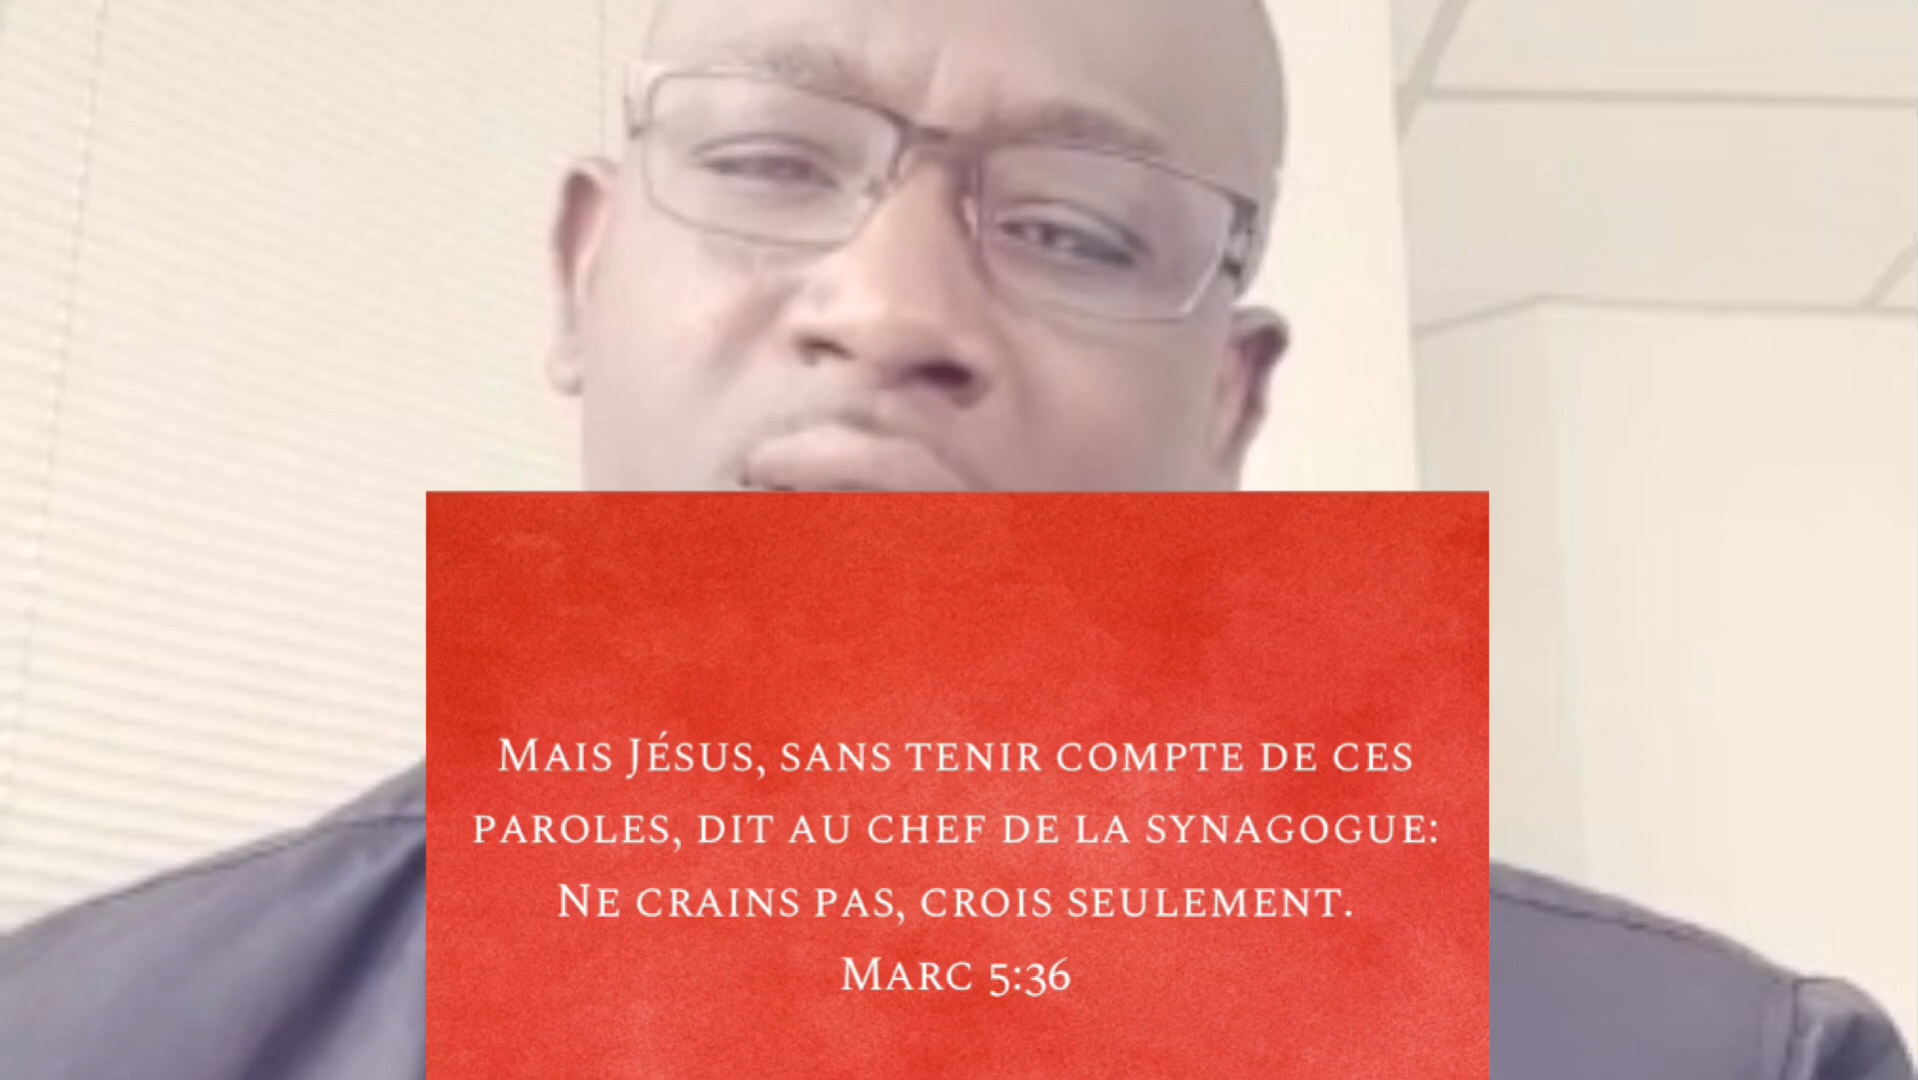 Mais Jésus, sans tenir compte de ces
paroles, dit au chef de la synagogue:
Ne crains pas, crois seulement.
Marc 5:36